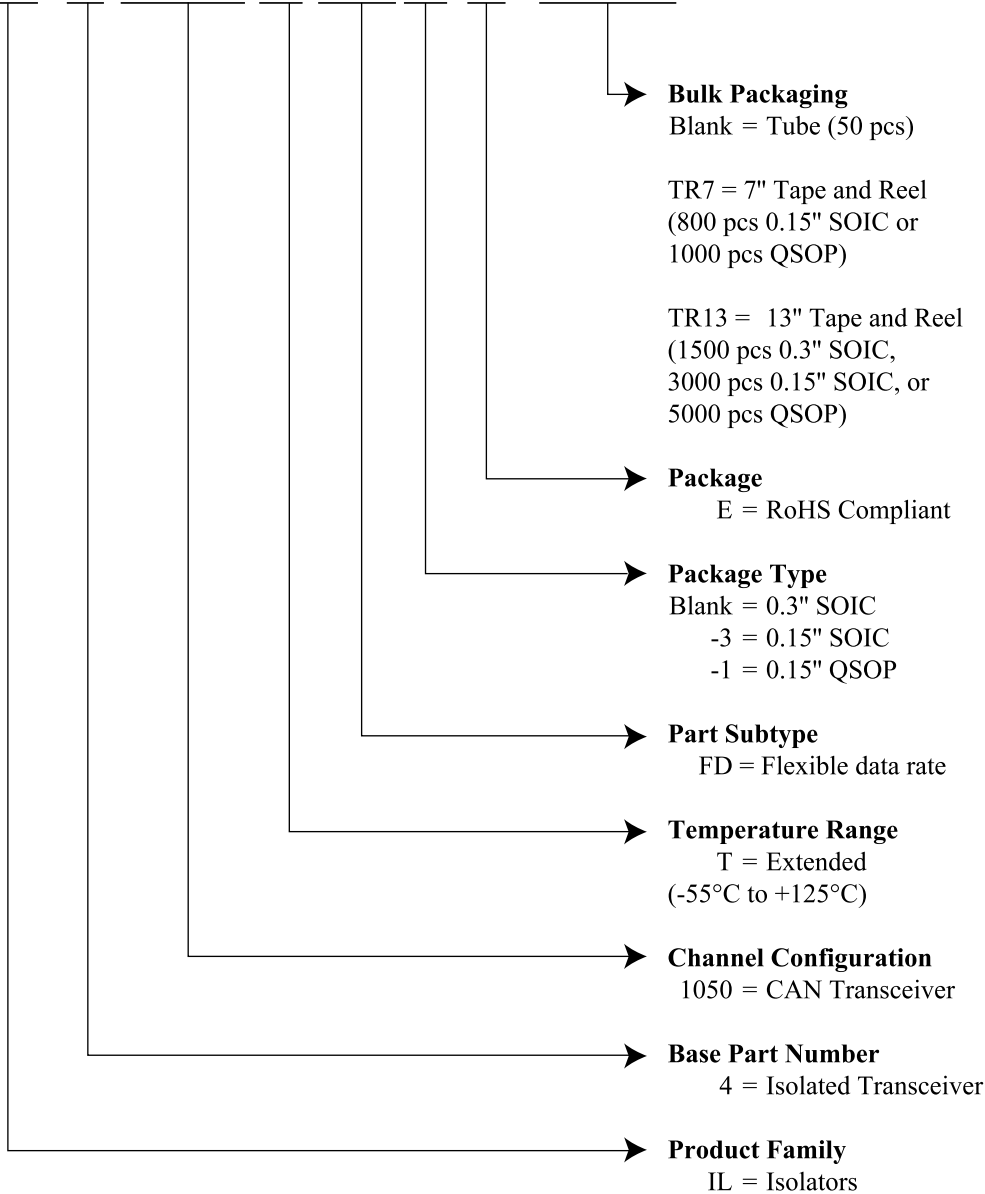 Bulk Packaging
Blank = Tube (50 pcs)
TR7 = 7" Tape and Reel
(800 pcs 0.15" SOIC or
1000 pcs QSOP)
TR13 = 13" Tape and Reel
(1500 pcs 0.3" SOIC,
3000 pcs 0.15" SOIC, or
5000 pcs QSOP)
Package
E = RoHS Compliant
Package Type
Blank = 0.3" SOIC
-3 = 0.15" SOIC
-1 = 0.15" QSOP
Part Subtype
FD = Flexible data rate
Temperature Range
T = Extended
(-55°C to +125°C)
Channel Configuration
1050 = CAN Transceiver
Base Part Number
4 = Isolated Transceiver
Product Family
IL = Isolators